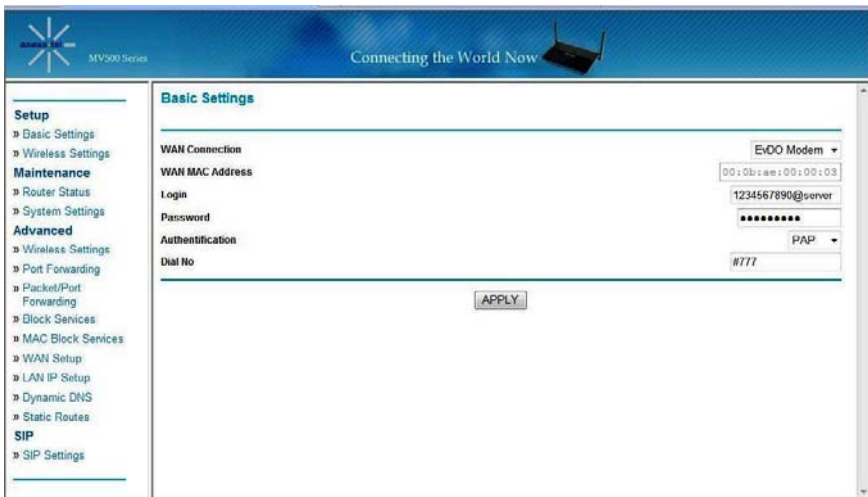 MV500 Series
Connecting the World Now
Setup
» Basic Settings
» Wireless Settings
Maintenance
» Router Status
» System Settings
Advanced
» Wireless Settings
» Port Forwarding
» Packet/Port
Forwarding
» Block Services
» MAC Block Services
» WAN Setup
» LAN IP Setup
» Dynamic DNS
» Static Routes
SIP
» SIP Settings
Basic Settings
WAN Connection EvDO Modem
WAN MAC Address 00:0b:ae:00:00:03
Login 1234567890@server
Password •••••••••
Authentification PAP
Dial No #777
APPLY